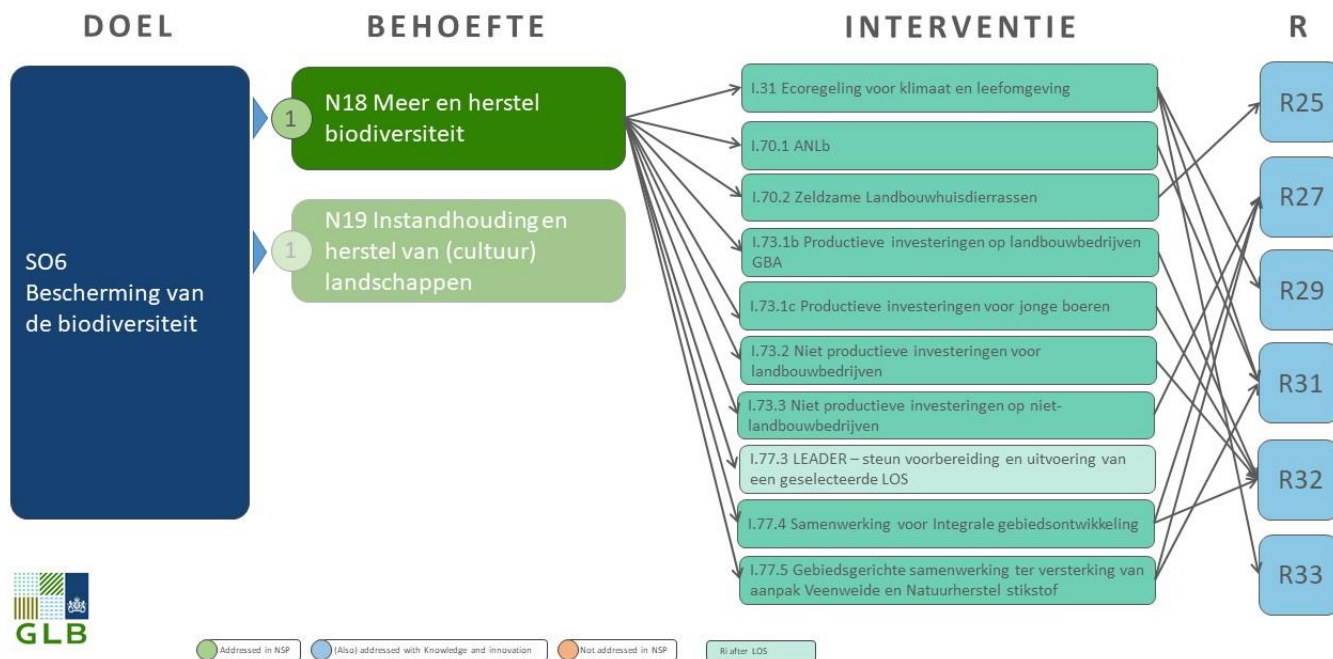 DOEL
BEHOEFTE
INTERVENTIE
R
SO6
Bescherming van
de biodiversiteit
1
N18 Meer en herstel
biodiversiteit
1
N19 Instandhouding en
herstel van (cultuur)
landschappen
I.31 Ecoregeling voor klimaat en leefomgeving
I.70.1 ANLb
I.70.2 Zeldzame Landbouwhuisdierrassen
I.73.1b Productieve investeringen op landbouwbedrijven
GBA
I.73.1c Productieve investeringen voor jonge boeren
I.73.2 Niet productieve investeringen voor
landbouwbedrijven
I.73.3 Niet productieve investeringen op niet-
landbouwbedrijven
I.77.3 LEADER – steun voorbereiding en uitvoering van
een geselecteerde LOS
I.77.4 Samenwerking voor Integrale gebiedsontwikkeling
I.77.5 Gebiedsgerichte samenwerking ter versterking van
aanpak Veenweide en Natuurherstel stikstof
R25
R27
R29
R31
R32
R33
GLB
Addressed in NSP
(Also) addressed with Knowledge and innovation
Not addressed in NSP
Ri after LOS